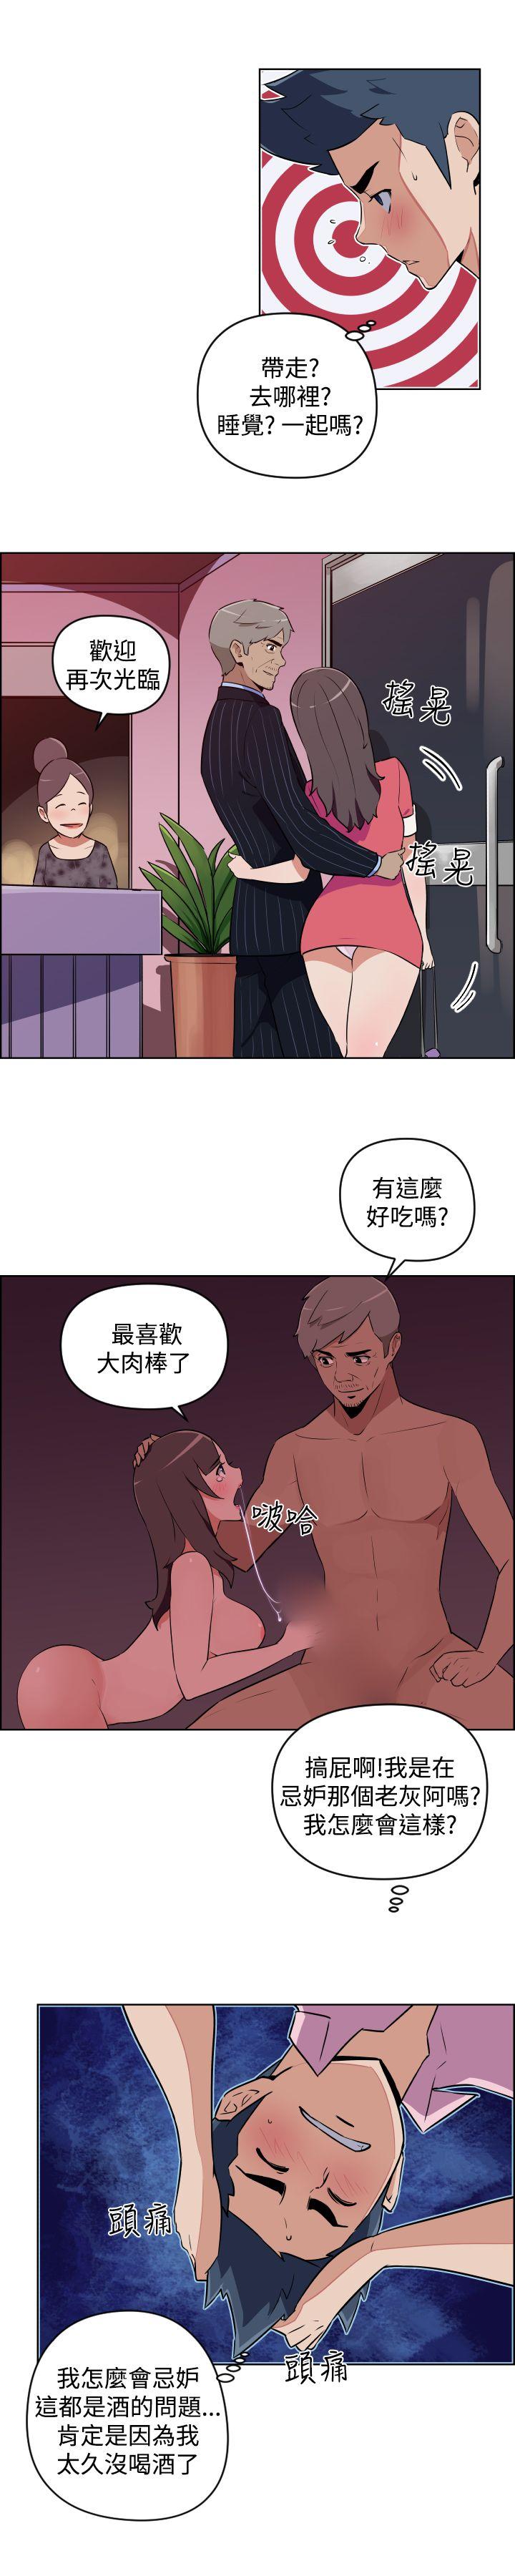 帶走?
去哪裡?
睡覺? 一起嗎?
歡迎
再次光臨
搖晃
搖晃
有這麼
好吃嗎?
最喜歡
大肉棒了
啵哈
搞屁啊!我是在
忌妒那個老灰阿嗎?
我怎麼會這樣?
頭痛
頭痛
我怎麼會忌妒
這都是酒的問題...
肯定是因為我
太久沒喝酒了